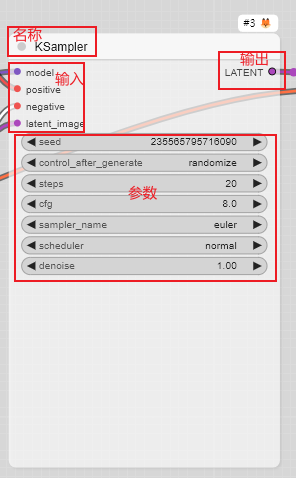 #3
名称
KSampler
输出
LATENT
model
输入
positive
negative
latent_image
seed 235565795716090
control_after_generate randomize
参数
steps 20
cfg 8.0
sampler_name euler
scheduler normal
denoise 1.00